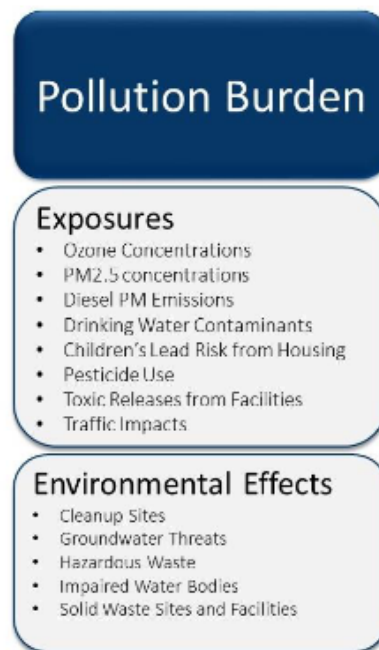 Pollution Burden
Exposures
• Ozone Concentrations
• PM2.5 concentrations
• Diesel PM Emissions
• Drinking Water Contaminants
• Children's Lead Risk from Housing
• Pesticide Use
• Toxic Releases from Facilities
• Traffic Impacts
Environmental Effects
• Cleanup Sites
• Groundwater Threats
• Hazardous Waste
• Impaired Water Bodies
• Solid Waste Sites and Facilities